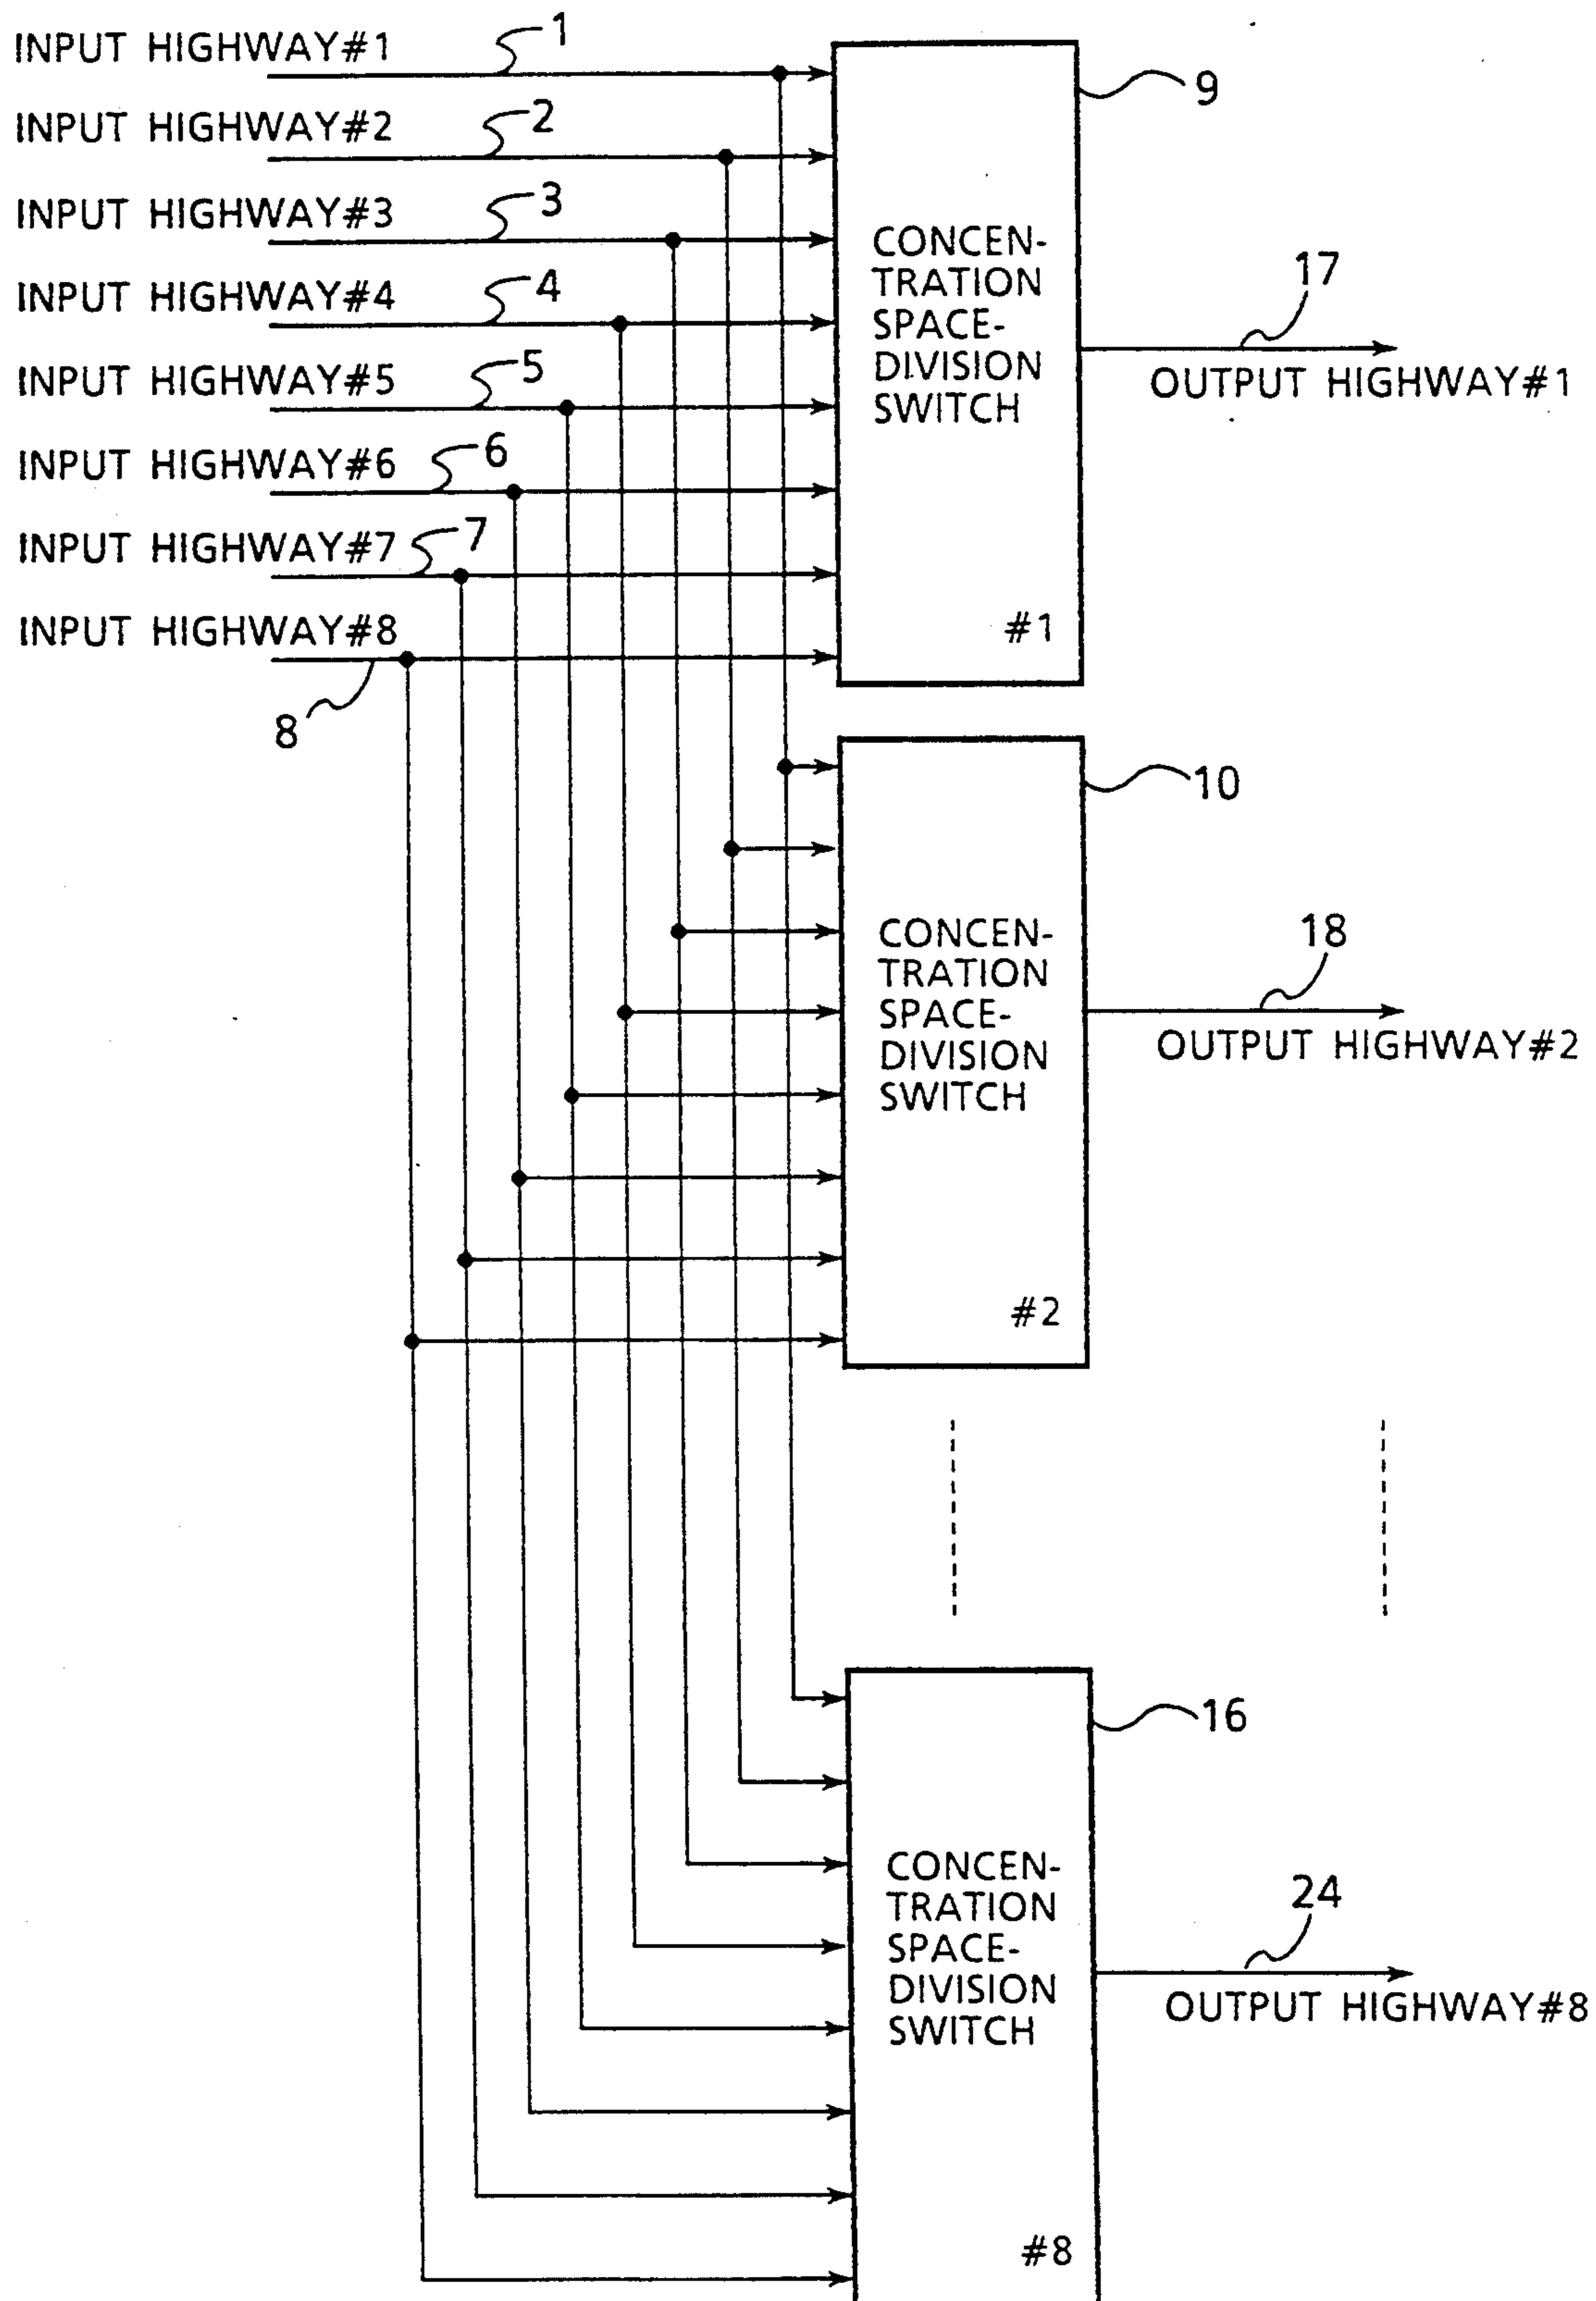 INPUT HIGHWAY#1
1
INPUT HIGHWAY#2
2
INPUT HIGHWAY#3
3
INPUT HIGHWAY#4
4
INPUT HIGHWAY#5
5
INPUT HIGHWAY#6
6
INPUT HIGHWAY#7
7
INPUT HIGHWAY#8
8
9
CONCEN-
TRATION
SPACE-
DIVISION
SWITCH
#1
17
OUTPUT HIGHWAY#1
10
CONCEN-
TRATION
SPACE-
DIVISION
SWITCH
#2
18
OUTPUT HIGHWAY#2
16
CONCEN-
TRATION
SPACE-
DIVISION
SWITCH
#8
24
OUTPUT HIGHWAY#8